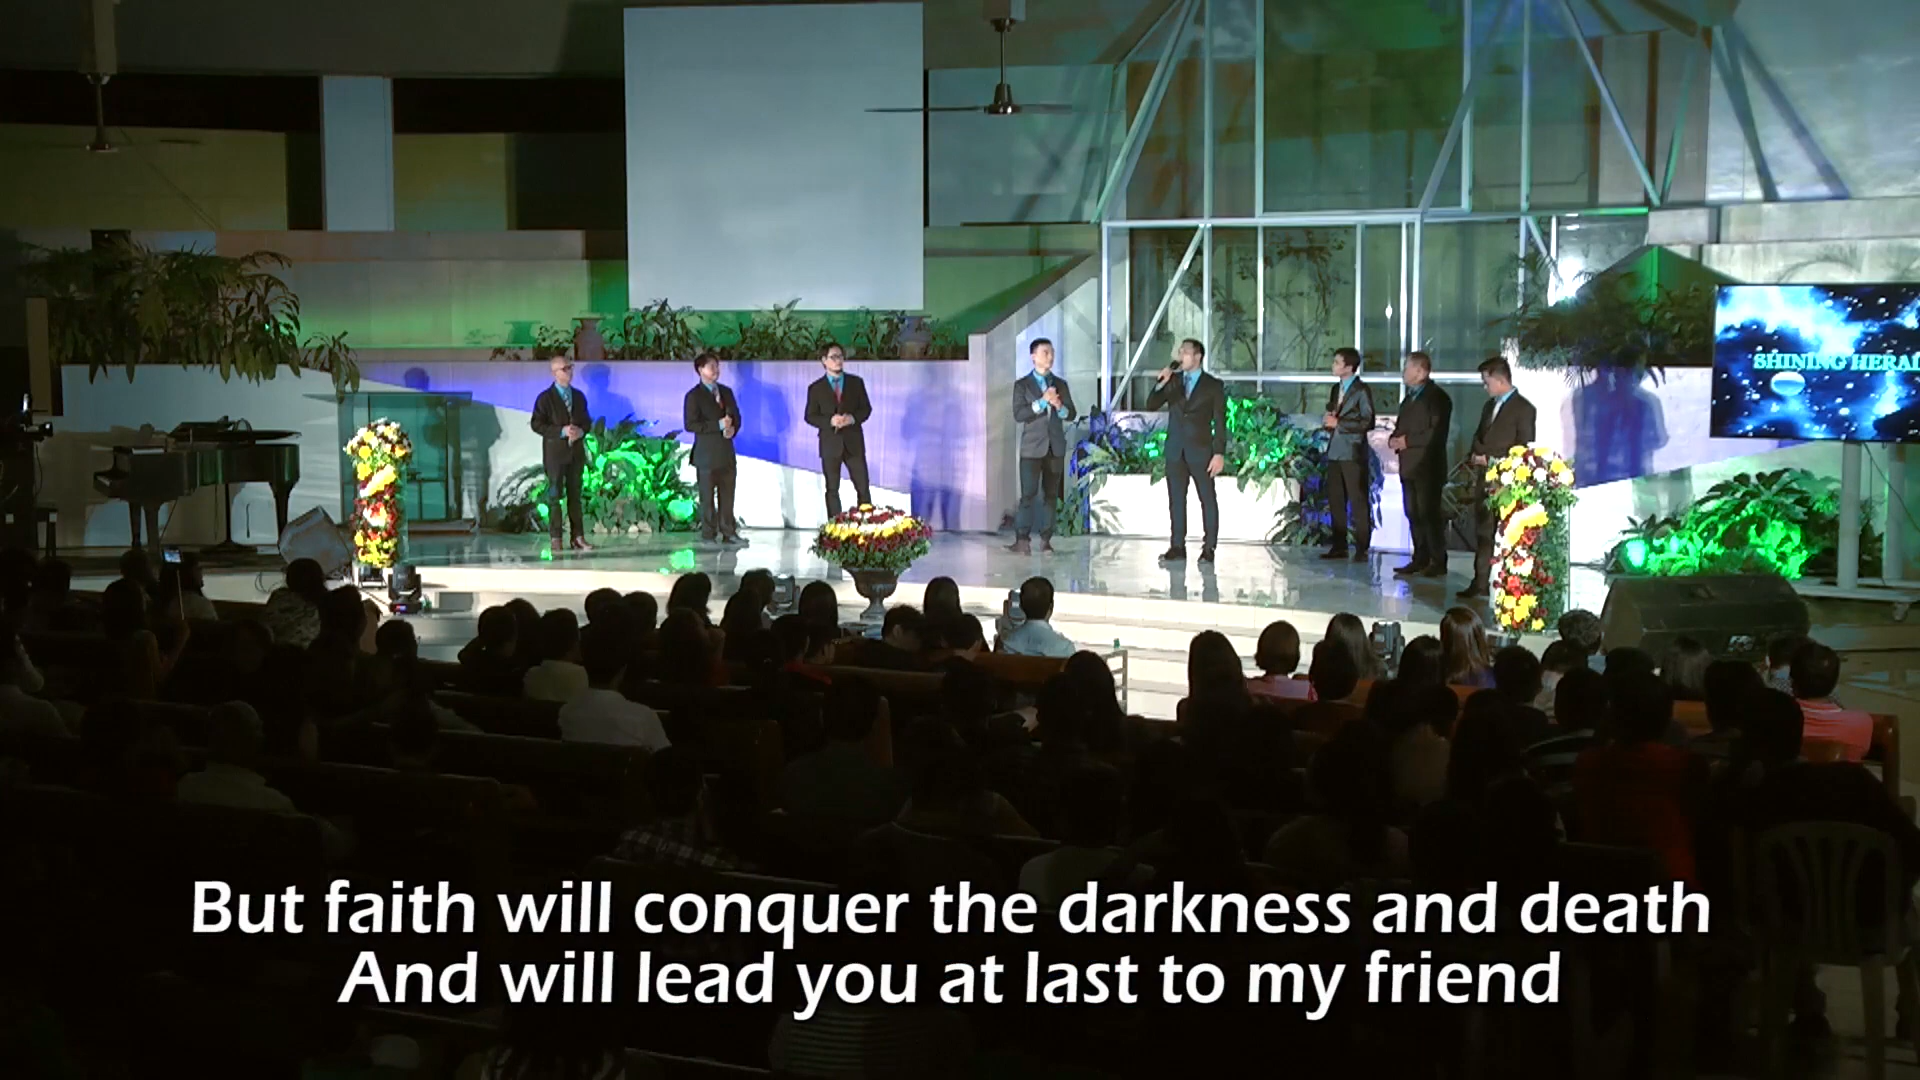 SHINING HERAL
But faith will conquer the darkness and death
And will lead you at last to my friend